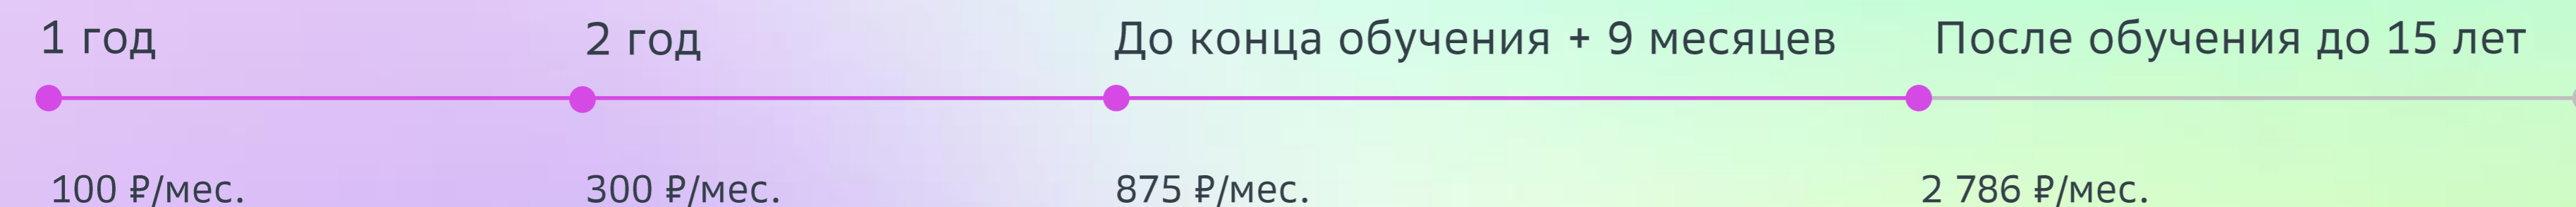 1 год 2 год До конца обучения + 9 месяцев После обучения до 15 лет
100 ₽/мес. 300 ₽/мес. 875 ₽/мес. 2 786 ₽/мес.